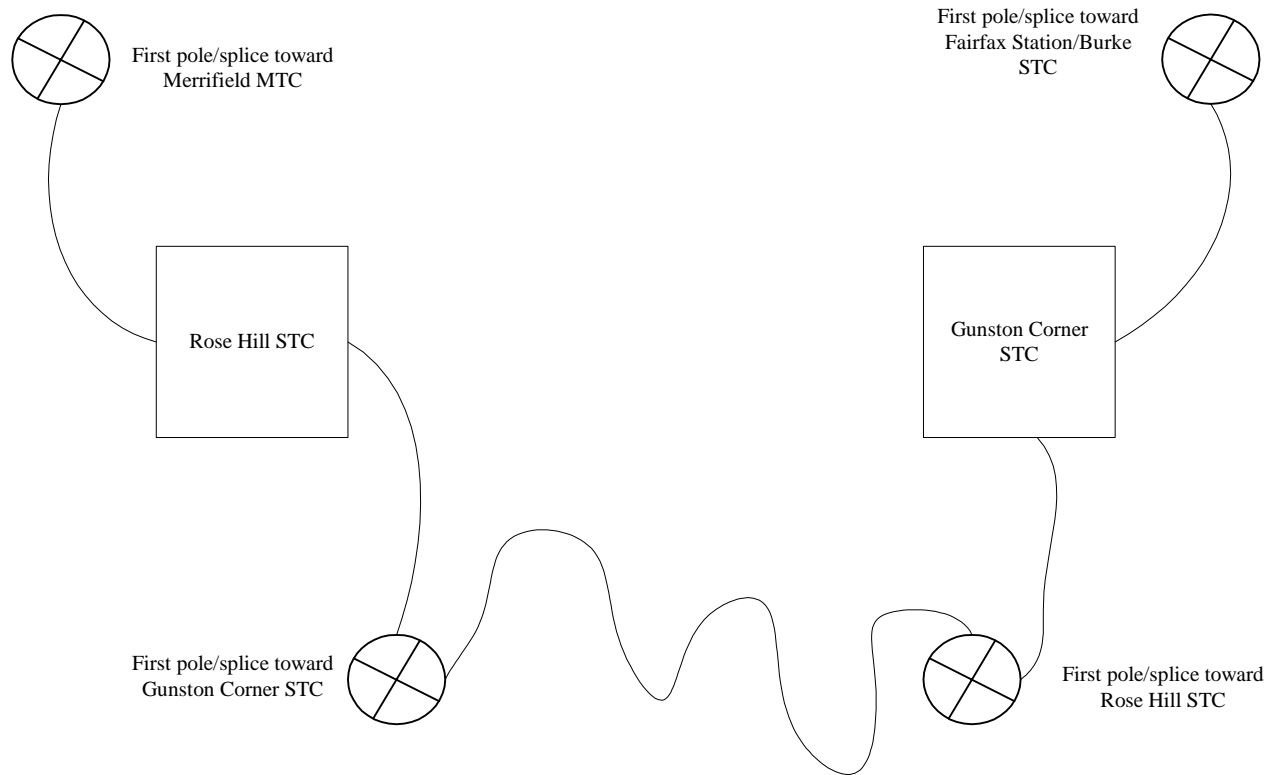 First pole/splice toward
Merrifield MTC
First pole/splice toward
Fairfax Station/Burke
STC
Rose Hill STC
Gunston Corner
STC
First pole/splice toward
Gunston Corner STC
First pole/splice toward
Rose Hill STC